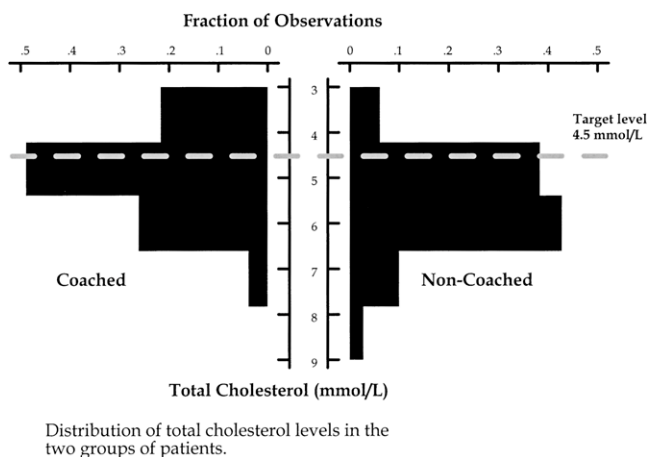 Fraction of Observations
.5 .4 .3 .2 .1 0 0 .1 .2 .3 .4 .5
3
4
5
6
7
8
9
Target level
4.5 mmol/L
Coached
Non-Coached
Total Cholesterol (mmol/L)
Distribution of total cholesterol levels in the
two groups of patients.